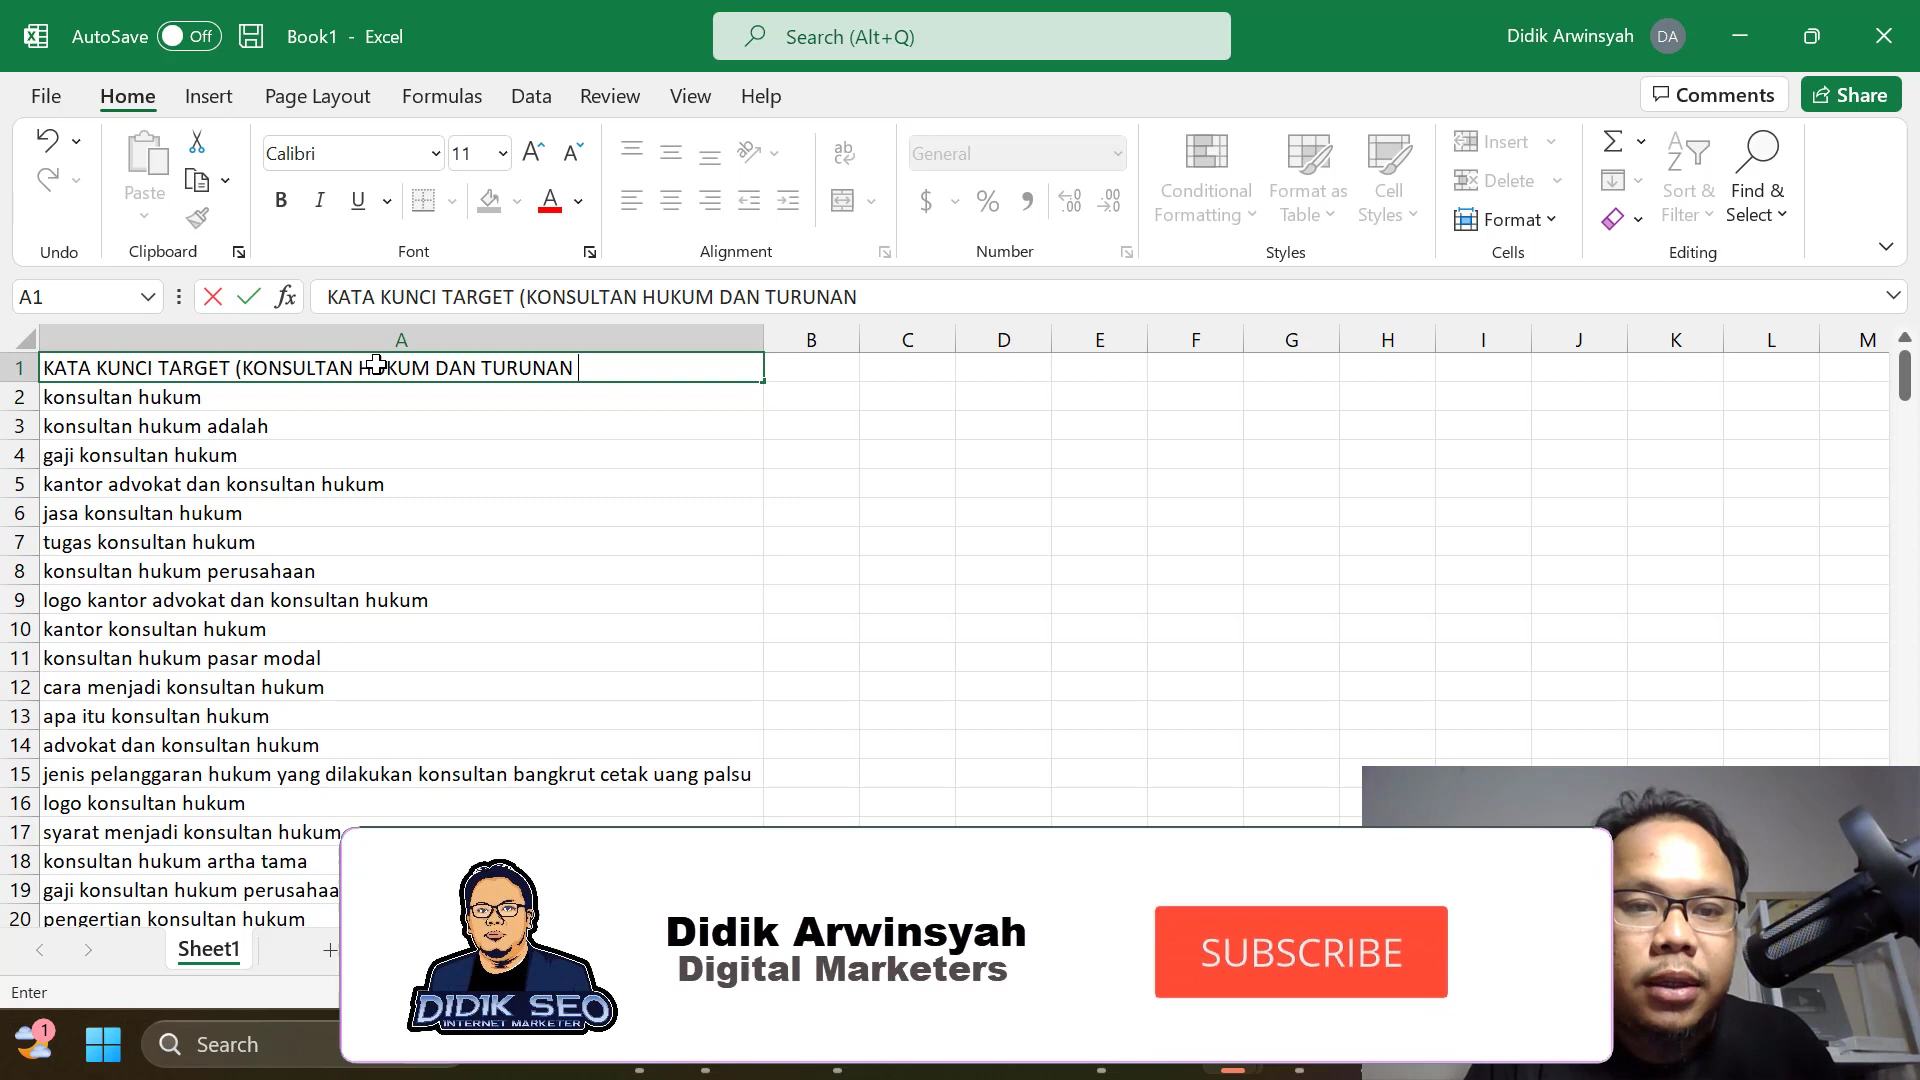 AutoSave Off Book1 - Excel Search (Alt+Q) Didik Arwinsyah DA
File Home Insert Page Layout Formulas Data Review View Help Comments Share
Calibri 11 General
Paste Conditional Formatting Format as Table Cell Styles Insert Delete Format Sort & Filter Find & Select
Undo Clipboard Font Alignment Number Styles Cells Editing
A1 fx KATA KUNCI TARGET (KONSULTAN HUKUM DAN TURUNAN
A B C D E F G H I J K L M
1 KATA KUNCI TARGET (KONSULTAN HUKUM DAN TURUNAN
2 konsultan hukum
3 konsultan hukum adalah
4 gaji konsultan hukum
5 kantor advokat dan konsultan hukum
6 jasa konsultan hukum
7 tugas konsultan hukum
8 konsultan hukum perusahaan
9 logo kantor advokat dan konsultan hukum
10 kantor konsultan hukum
11 konsultan hukum pasar modal
12 cara menjadi konsultan hukum
13 apa itu konsultan hukum
14 advokat dan konsultan hukum
15 jenis pelanggaran hukum yang dilakukan konsultan bangkrut cetak uang palsu
16 logo konsultan hukum
17 syarat menjadi konsultan hukum
18 konsultan hukum artha tama
19 gaji konsultan hukum perusahaa
20 pengertian konsultan hukum
Sheet1
Enter
1 Search
DIDIK SEO
INTERNET MARKETER
Didik Arwinsyah
Digital Marketers
SUBSCRIBE